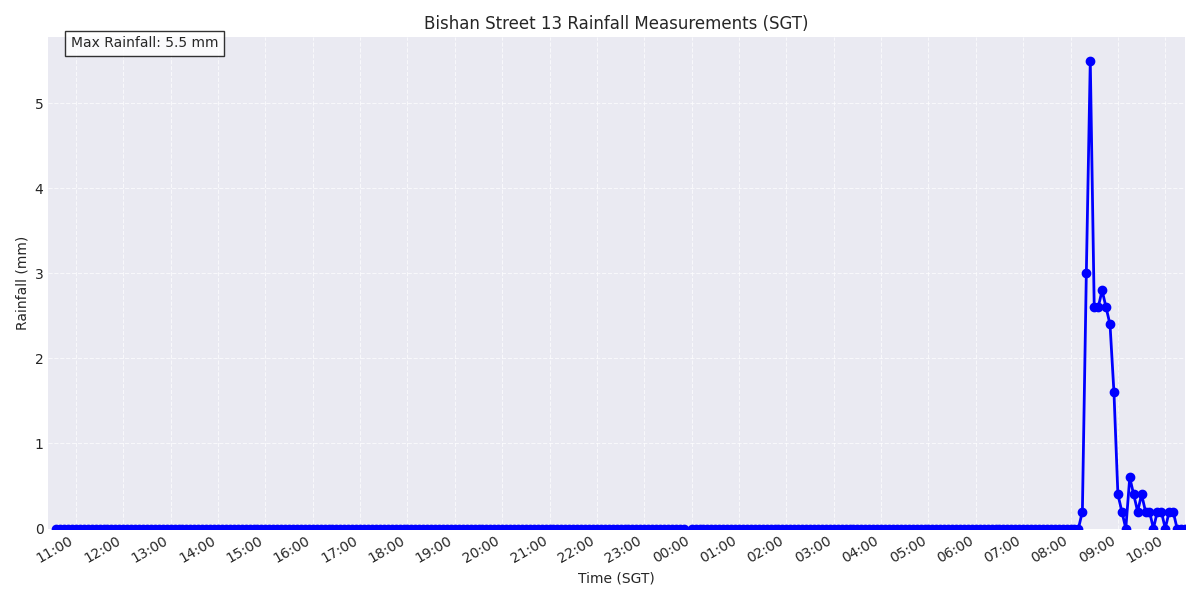 Bishan Street 13 Rainfall Measurements (SGT)
Max Rainfall: 5.5 mm
Rainfall (mm)
5
4
3
2
1
0
11:00 12:00 13:00 14:00 15:00 16:00 17:00 18:00 19:00 20:00 21:00 22:00 23:00 00:00 01:00 02:00 03:00 04:00 05:00 06:00 07:00 08:00 09:00 10:00
Time (SGT)